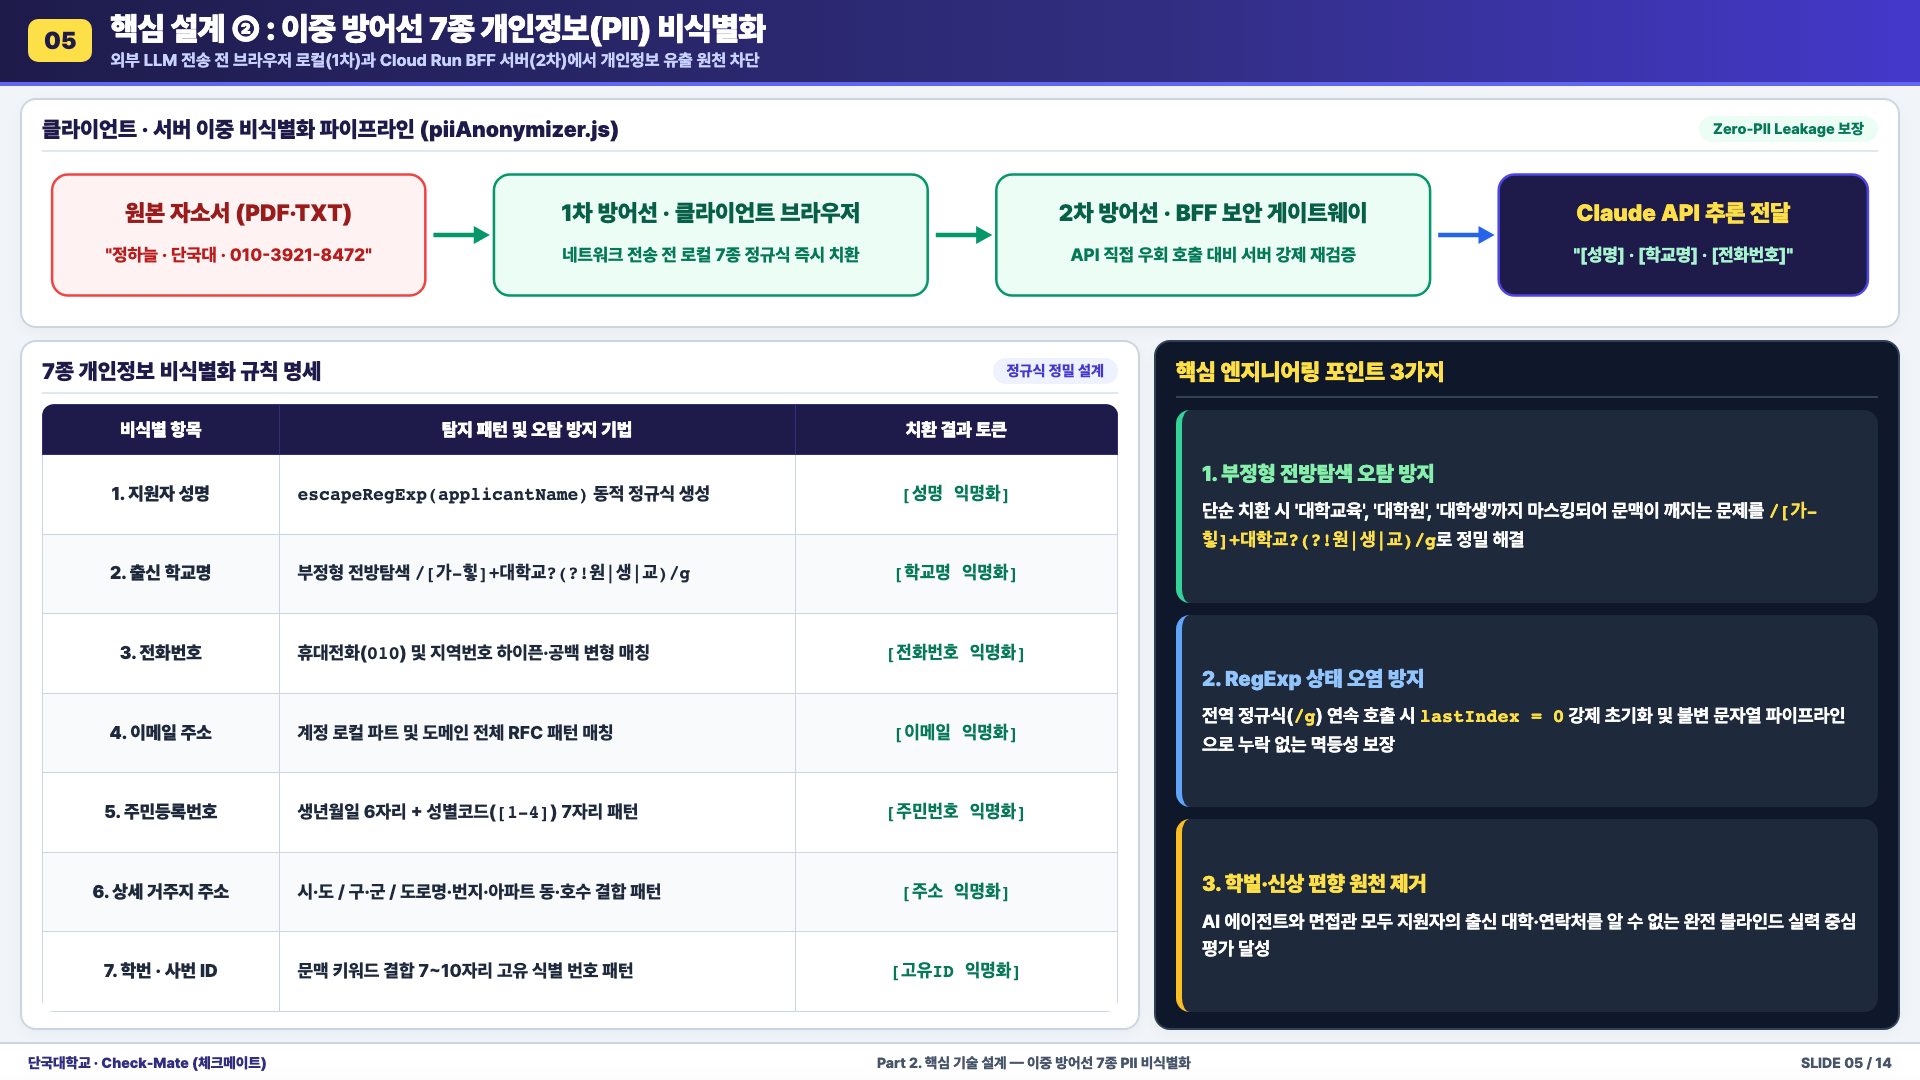 05
핵심 설계 ② : 이중 방어선 7종 개인정보(PII) 비식별화
외부 LLM 전송 전 브라우저 로컬(1차)과 Cloud Run BFF 서버(2차)에서 개인정보 유출 원천 차단
클라이언트 · 서버 이중 비식별화 파이프라인 (piiAnonymizer.js)
Zero-PII Leakage 보장
원본 자소서 (PDF·TXT)
"정하늘 · 단국대 · 010-3921-8472"
1차 방어선 · 클라이언트 브라우저
네트워크 전송 전 로컬 7종 정규식 즉시 치환
2차 방어선 · BFF 보안 게이트웨이
API 직접 우회 호출 대비 서버 강제 재검증
Claude API 추론 전달
"[성명] · [학교명] · [전화번호]"
7종 개인정보 비식별화 규칙 명세
정규식 정밀 설계
비식별 항목
탐지 패턴 및 오탐 방지 기법
치환 결과 토큰
1. 지원자 성명
escapeRegExp(applicantName) 동적 정규식 생성
[성명 익명화]
2. 출신 학교명
부정형 전방탐색 /[가-힣]+대학교?(?!원|생|교)/g
[학교명 익명화]
3. 전화번호
휴대전화(010) 및 지역번호 하이픈·공백 변형 매칭
[전화번호 익명화]
4. 이메일 주소
계정 로컬 파트 및 도메인 전체 RFC 패턴 매칭
[이메일 익명화]
5. 주민등록번호
생년월일 6자리 + 성별코드([1-4]) 7자리 패턴
[주민번호 익명화]
6. 상세 거주지 주소
시·도 / 구·군 / 도로명·번지·아파트 동·호수 결합 패턴
[주소 익명화]
7. 학번 · 사번 ID
문맥 키워드 결합 7~10자리 고유 식별 번호 패턴
[고유ID 익명화]
핵심 엔지니어링 포인트 3가지
1. 부정형 전방탐색 오탐 방지
단순 치환 시 '대학교육', '대학원', '대학생'까지 마스킹되어 문맥이 깨지는 문제를 /[가-
힣]+대학교?(?!원|생|교)/g로 정밀 해결
2. RegExp 상태 오염 방지
전역 정규식(/g) 연속 호출 시 lastIndex = 0 강제 초기화 및 불변 문자열 파이프라인
으로 누락 없는 멱등성 보장
3. 학벌·신상 편향 원천 제거
AI 에이전트와 면접관 모두 지원자의 출신 대학·연락처를 알 수 없는 완전 블라인드 실력 중심
평가 달성
단국대학교 · Check-Mate (체크메이트)
Part 2. 핵심 기술 설계 — 이중 방어선 7종 PII 비식별화
SLIDE 05 / 14